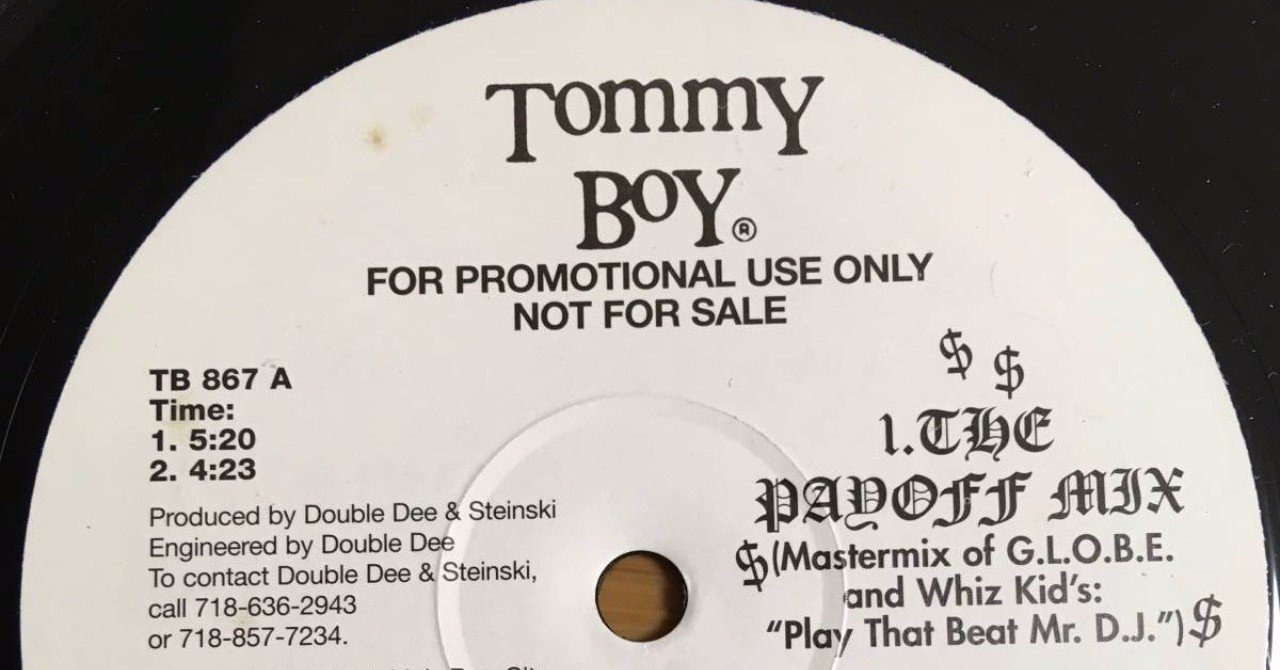 Tommy
Boy®
FOR PROMOTIONAL USE ONLY
NOT FOR SALE
TB 867 A
Time:
1. 5:20
2. 4:23
Produced by Double Dee & Steinski
Engineered by Double Dee
To contact Double Dee & Steinski,
call 718-636-2943
or 718-857-7234.
$ $
1. THE
PAYOFF MIX
$(Mastermix of G.L.O.B.E.
and Whiz Kid's:
"Play That Beat Mr. D.J.")$